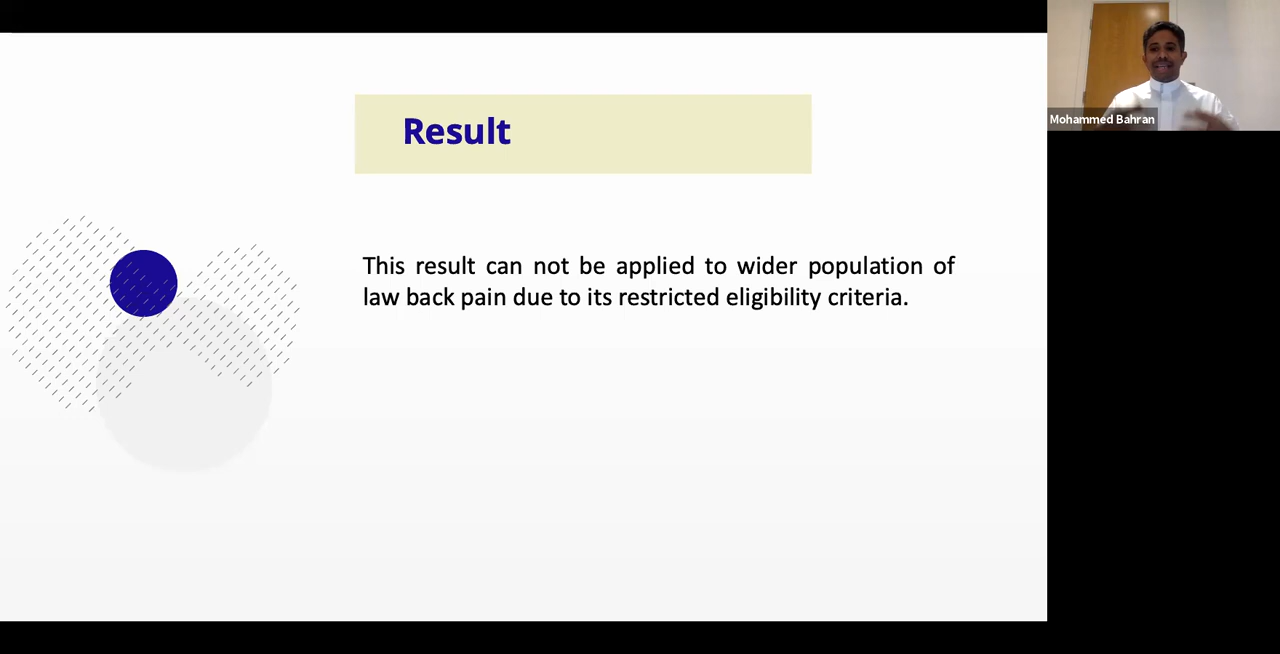 Result
This result can not be applied to wider population of
law back pain due to its restricted eligibility criteria.
Mohammed Bahran